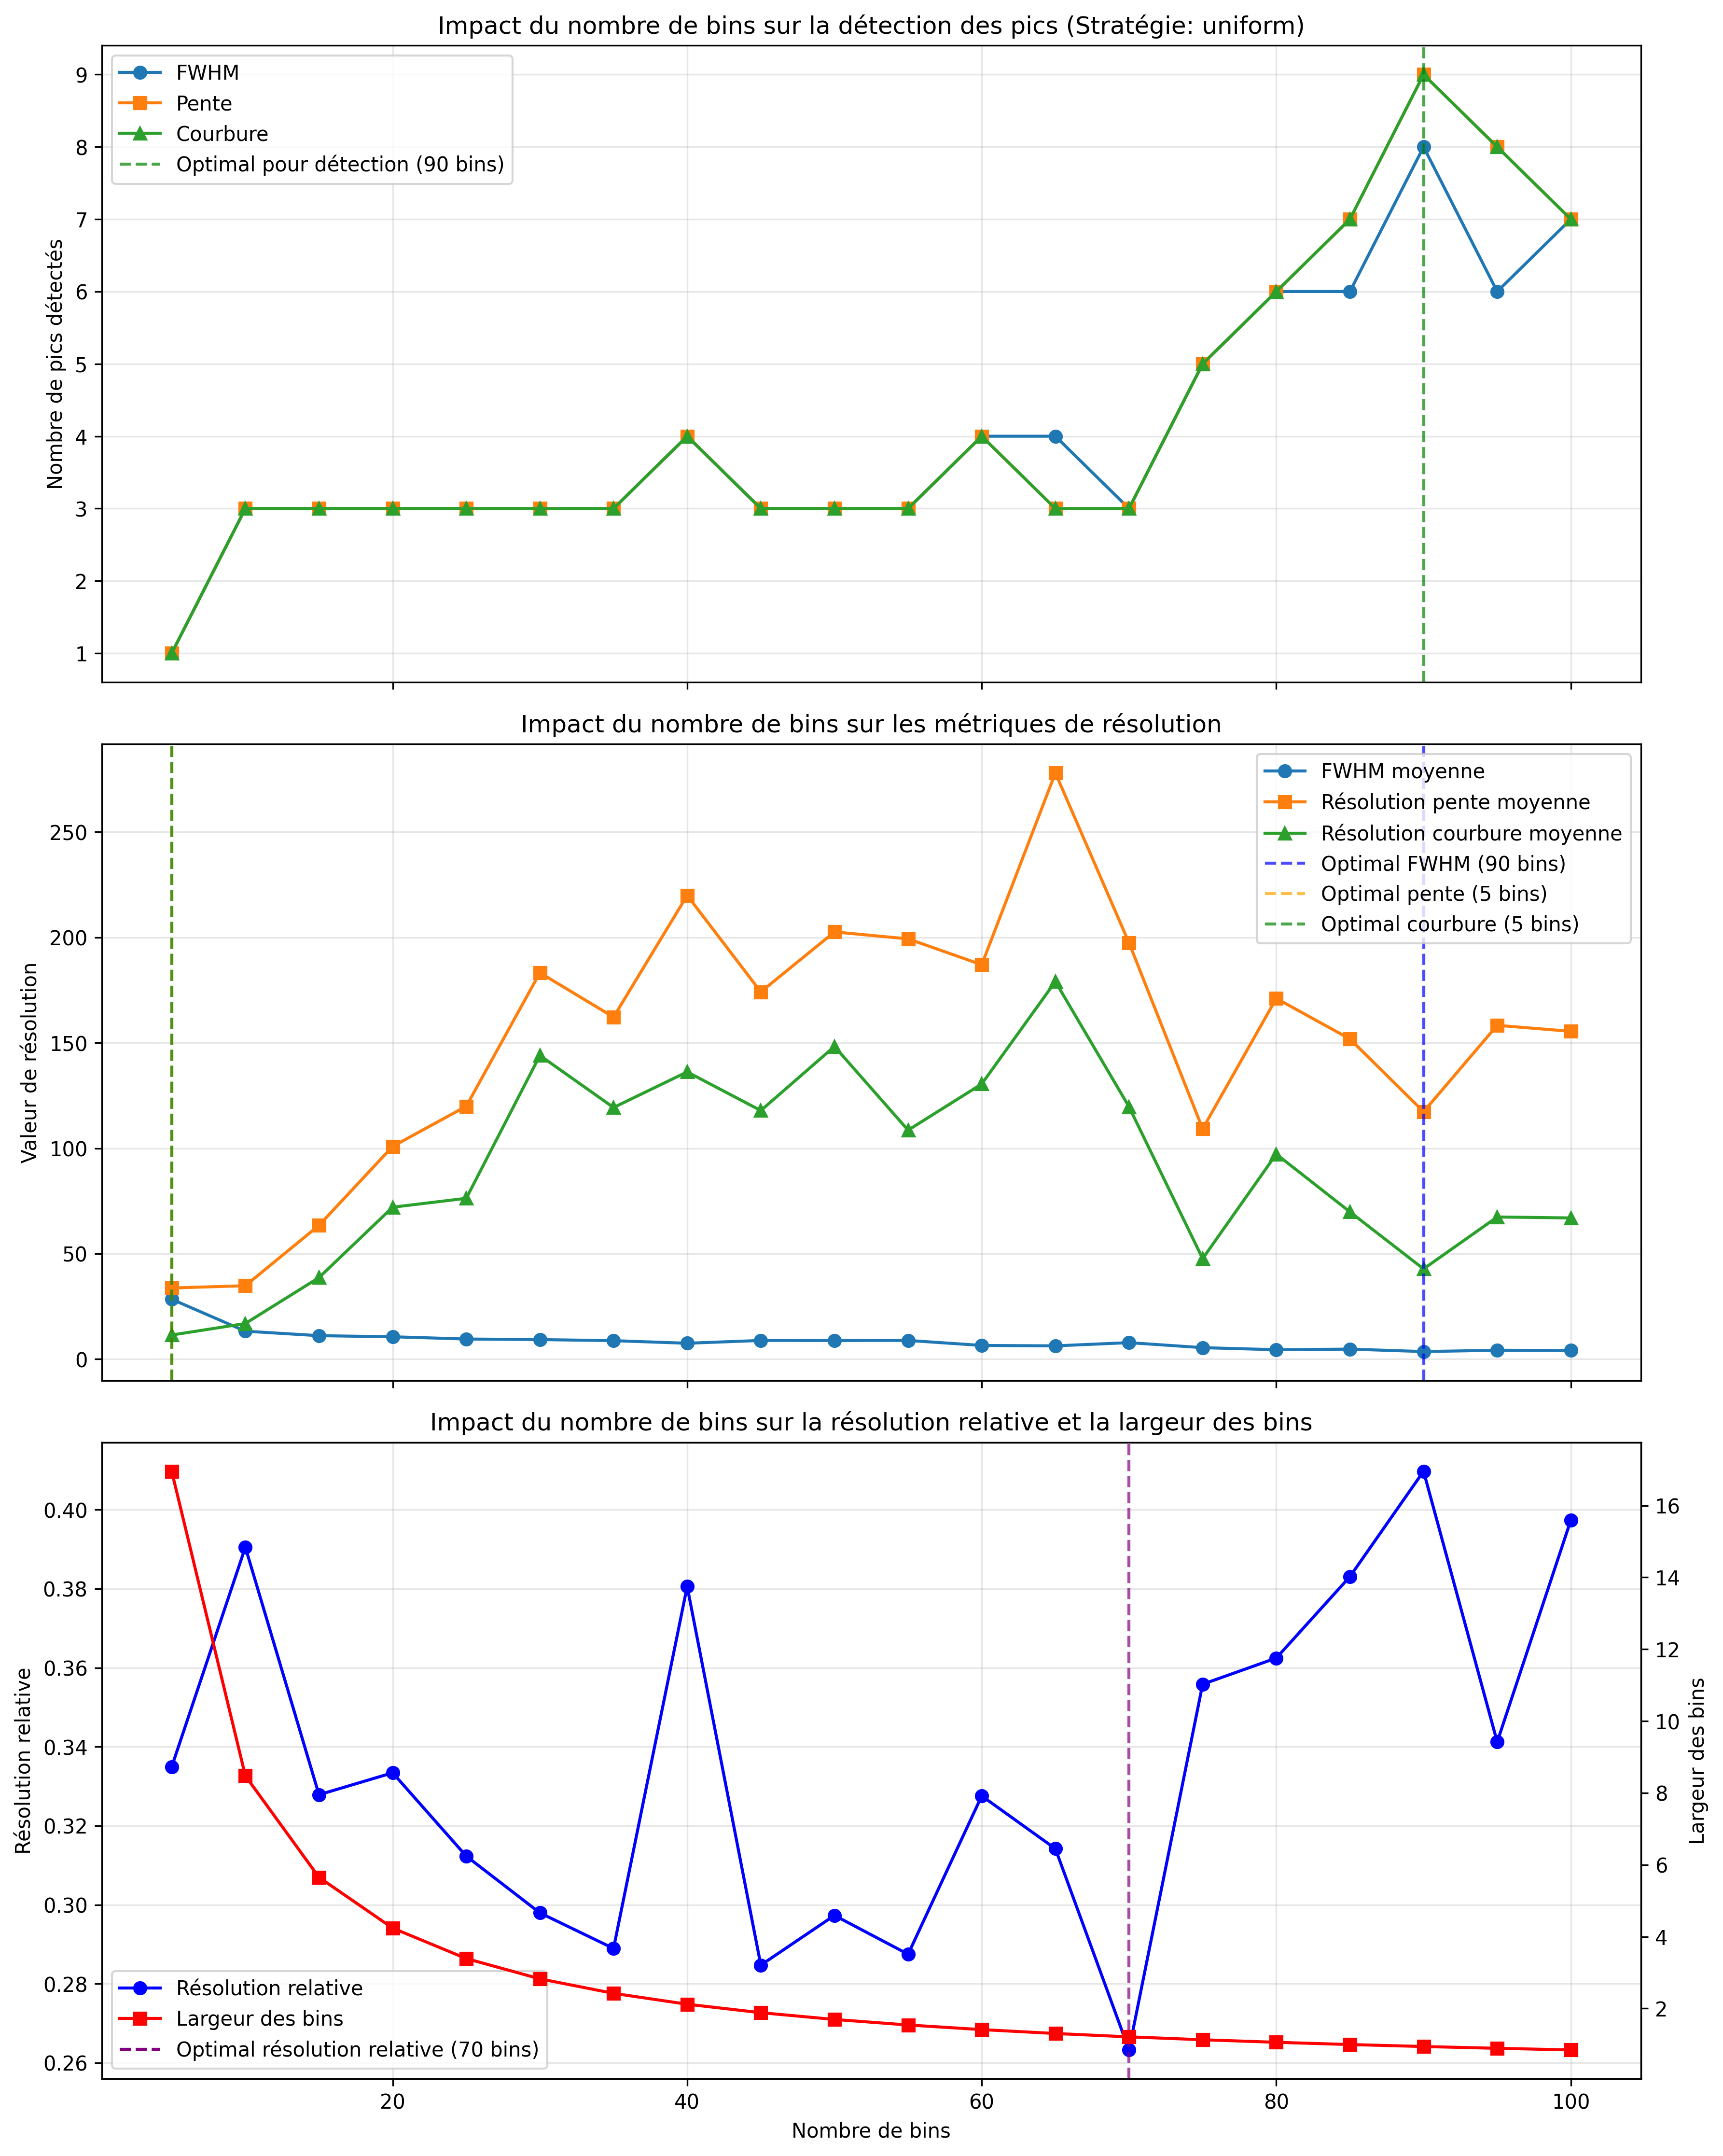 Impact du nombre de bins sur la détection des pics (Stratégie: uniform)
FWHM
Pente
Courbure
Optimal pour détection (90 bins)
Nombre de pics détectés
9
8
7
6
5
4
3
2
1
Impact du nombre de bins sur les métriques de résolution
FWHM moyenne
Résolution pente moyenne
Résolution courbure moyenne
Optimal FWHM (90 bins)
Optimal pente (5 bins)
Optimal courbure (5 bins)
Valeur de résolution
250
200
150
100
50
0
Impact du nombre de bins sur la résolution relative et la largeur des bins
Résolution relative
0.40
0.38
0.36
0.34
0.32
0.30
0.28
0.26
Largeur des bins
16
14
12
10
8
6
4
2
Résolution relative
Largeur des bins
Optimal résolution relative (70 bins)
20 40 60 80 100
Nombre de bins